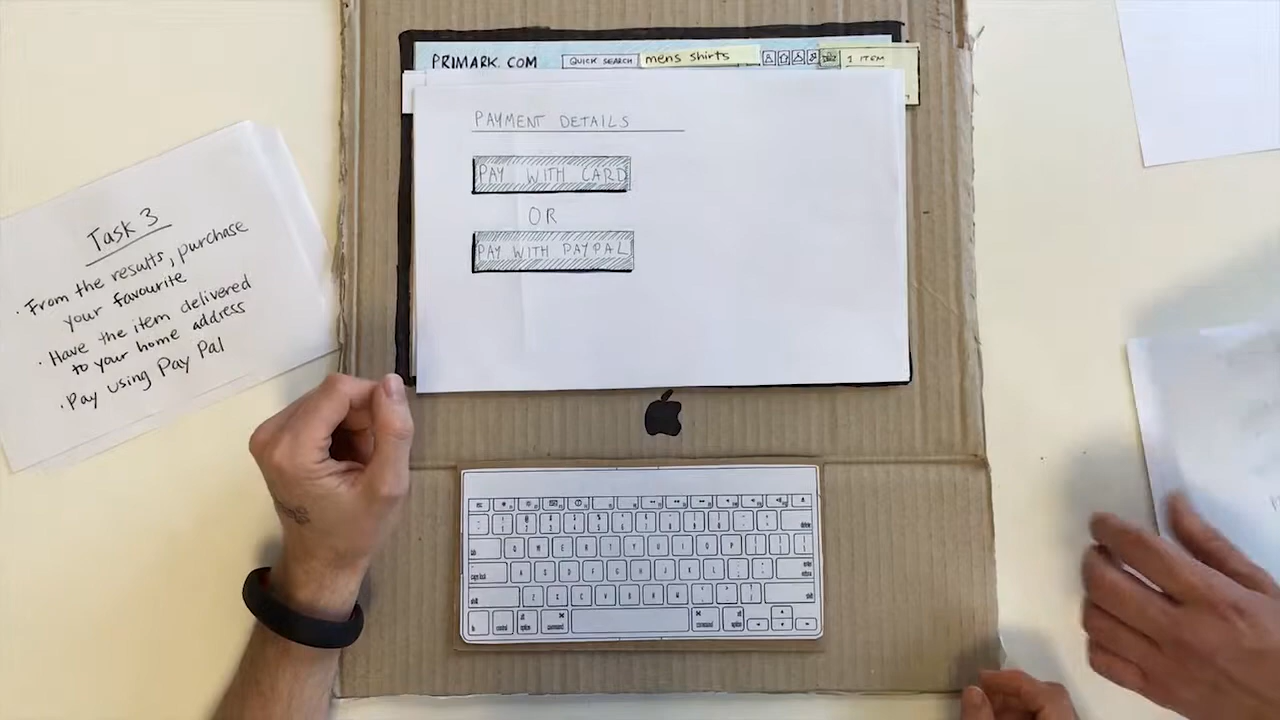 PRIMARK.COM
QUICK SEARCH
mens shirts
1 ITEM
PAYMENT DETAILS
PAY WITH CARD
OR
PAY WITH PAYPAL
Task 3
· From the results, purchase
your favourite
· Have the item delivered
to your home address
· Pay using Pay Pal